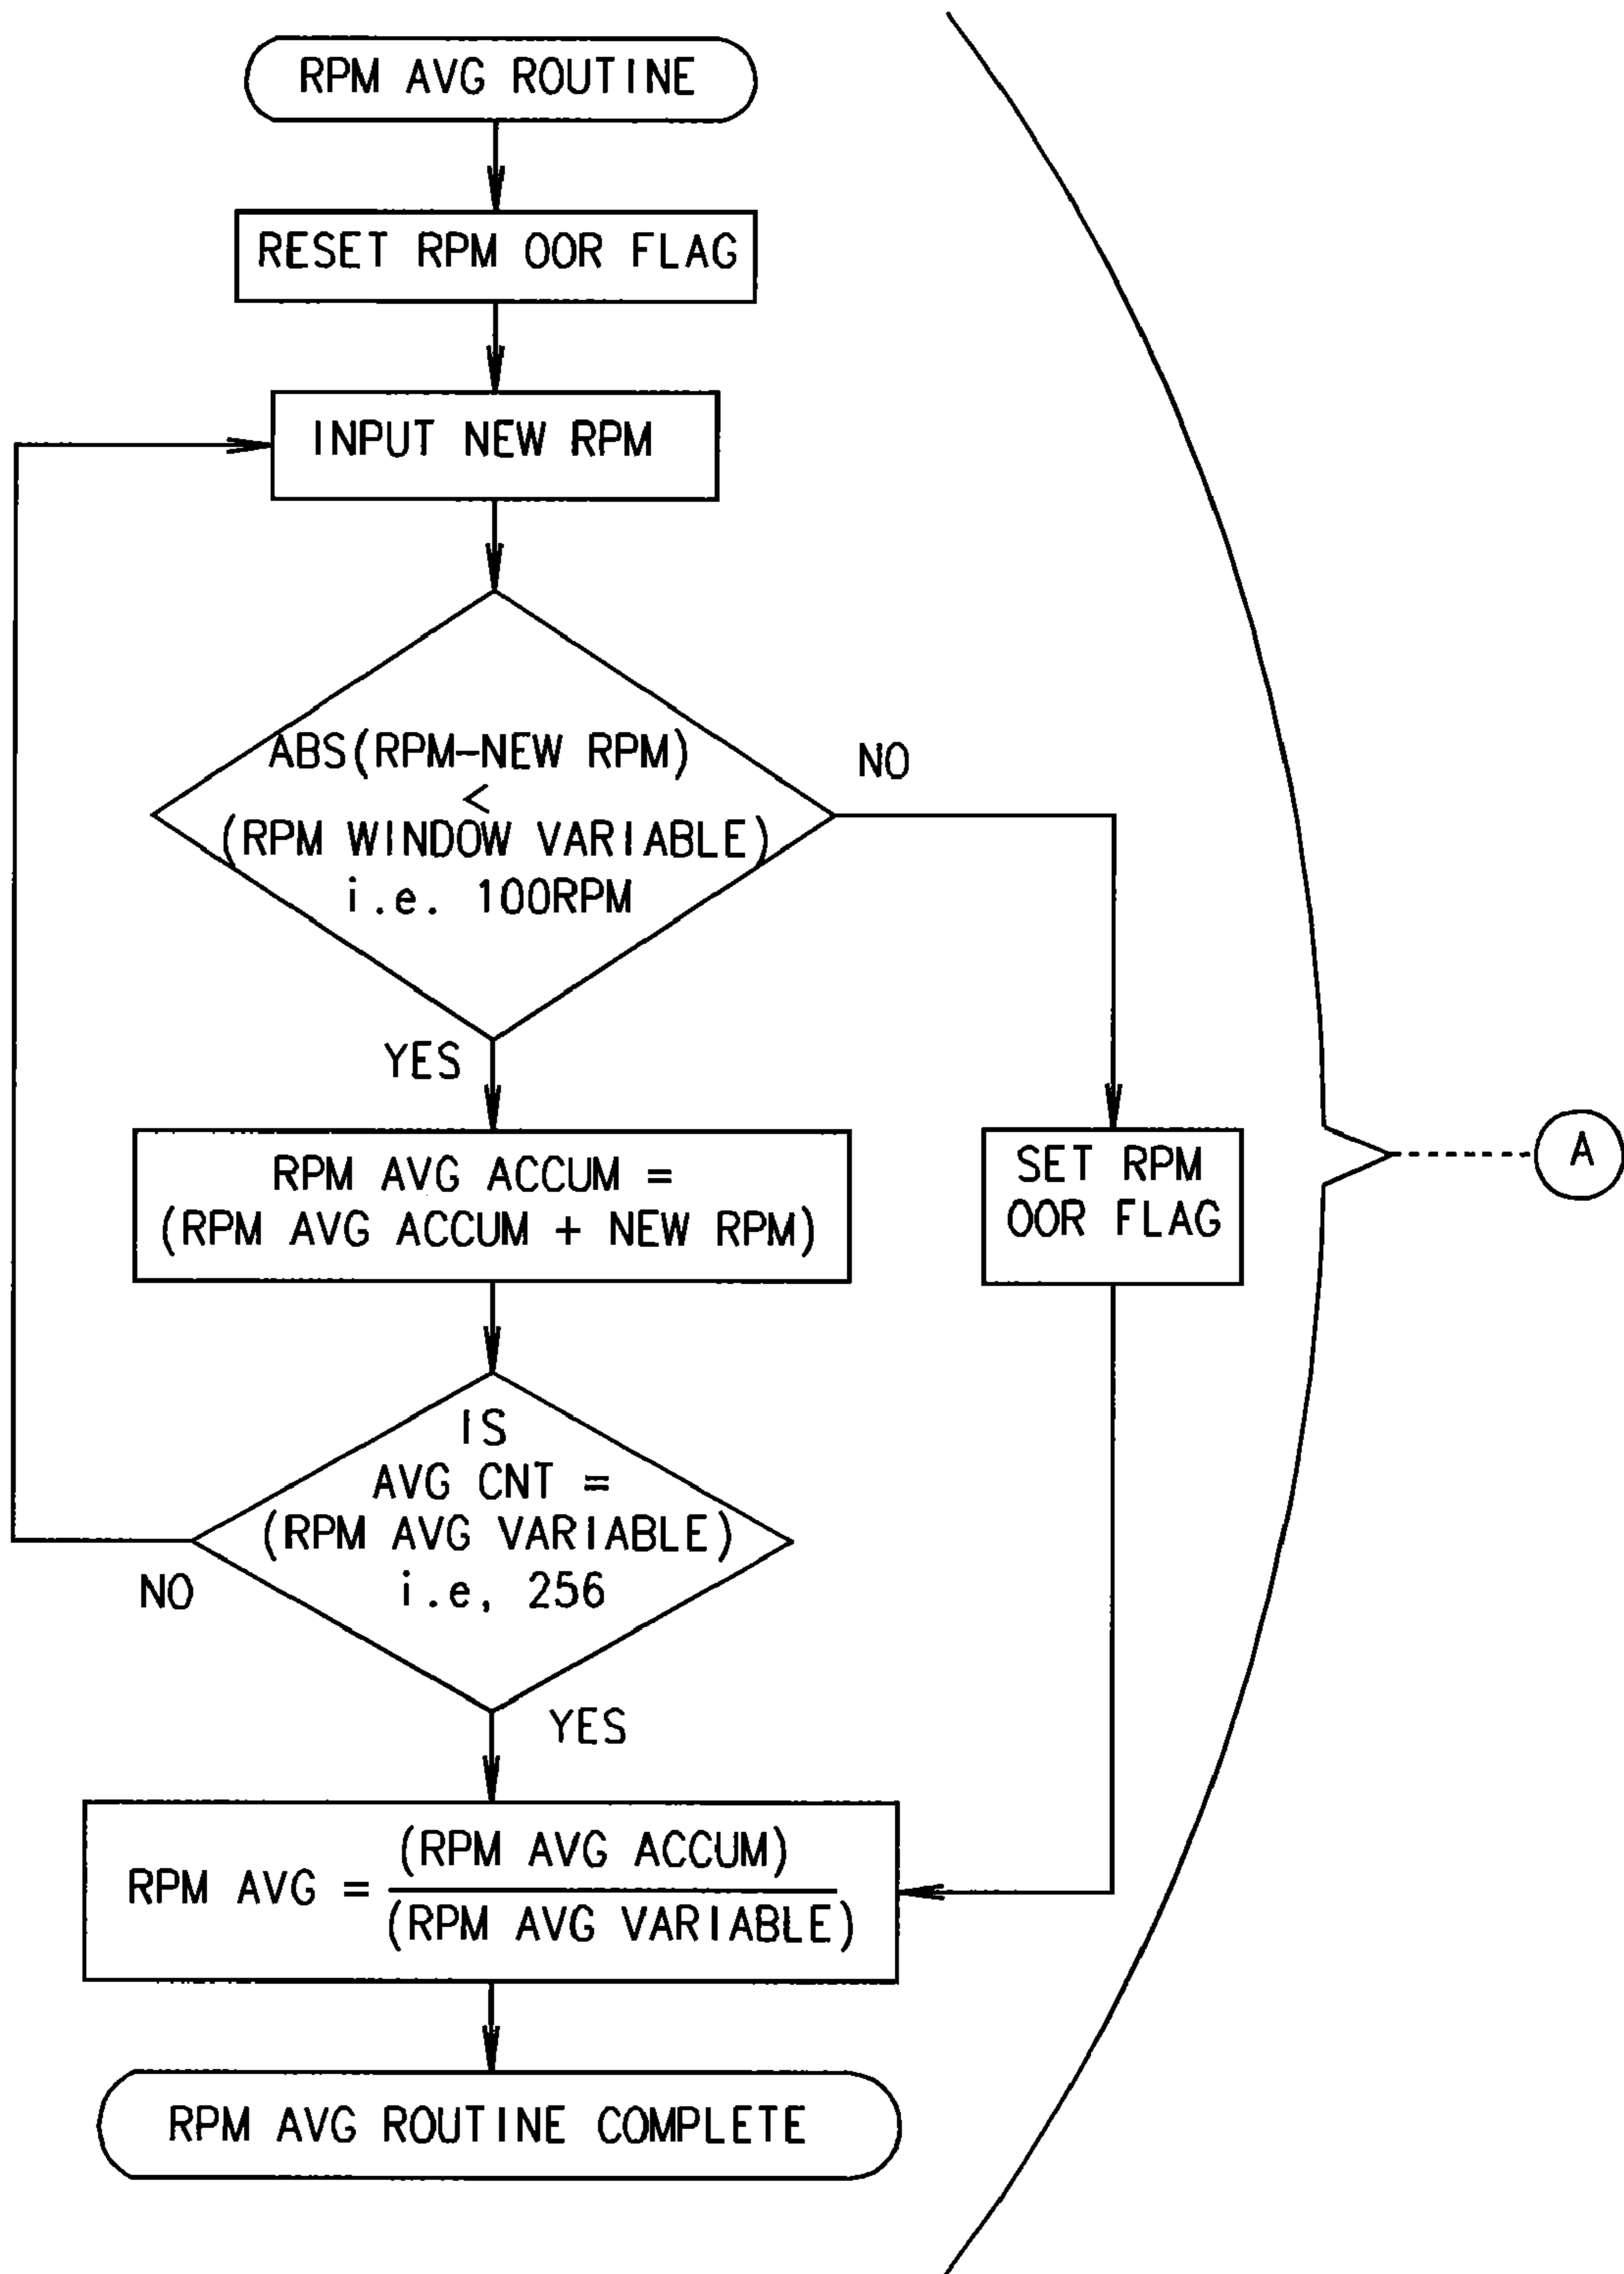 RPM AVG ROUTINE
RESET RPM OOR FLAG
INPUT NEW RPM
ABS(RPM-NEW RPM)
<
(RPM WINDOW VARIABLE)
i.e. 100RPM
NO
YES
RPM AVG ACCUM =
(RPM AVG ACCUM + NEW RPM)
SET RPM
OOR FLAG
A
IS
AVG CNT =
(RPM AVG VARIABLE)
i.e, 256
NO
YES
RPM AVG = (RPM AVG ACCUM)
(RPM AVG VARIABLE)
RPM AVG ROUTINE COMPLETE